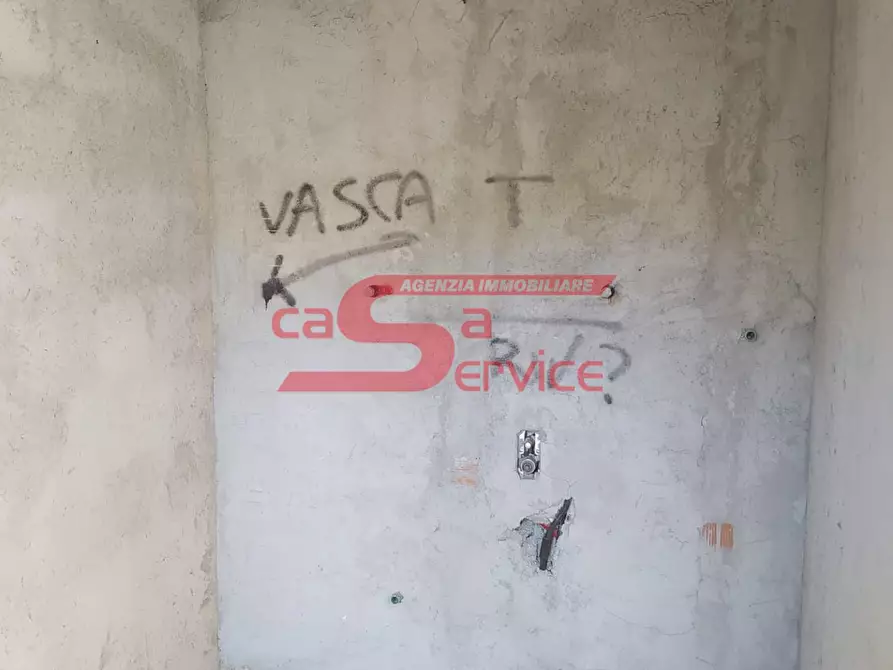 VASCA T
AGENZIA IMMOBILIARE
casa
Service